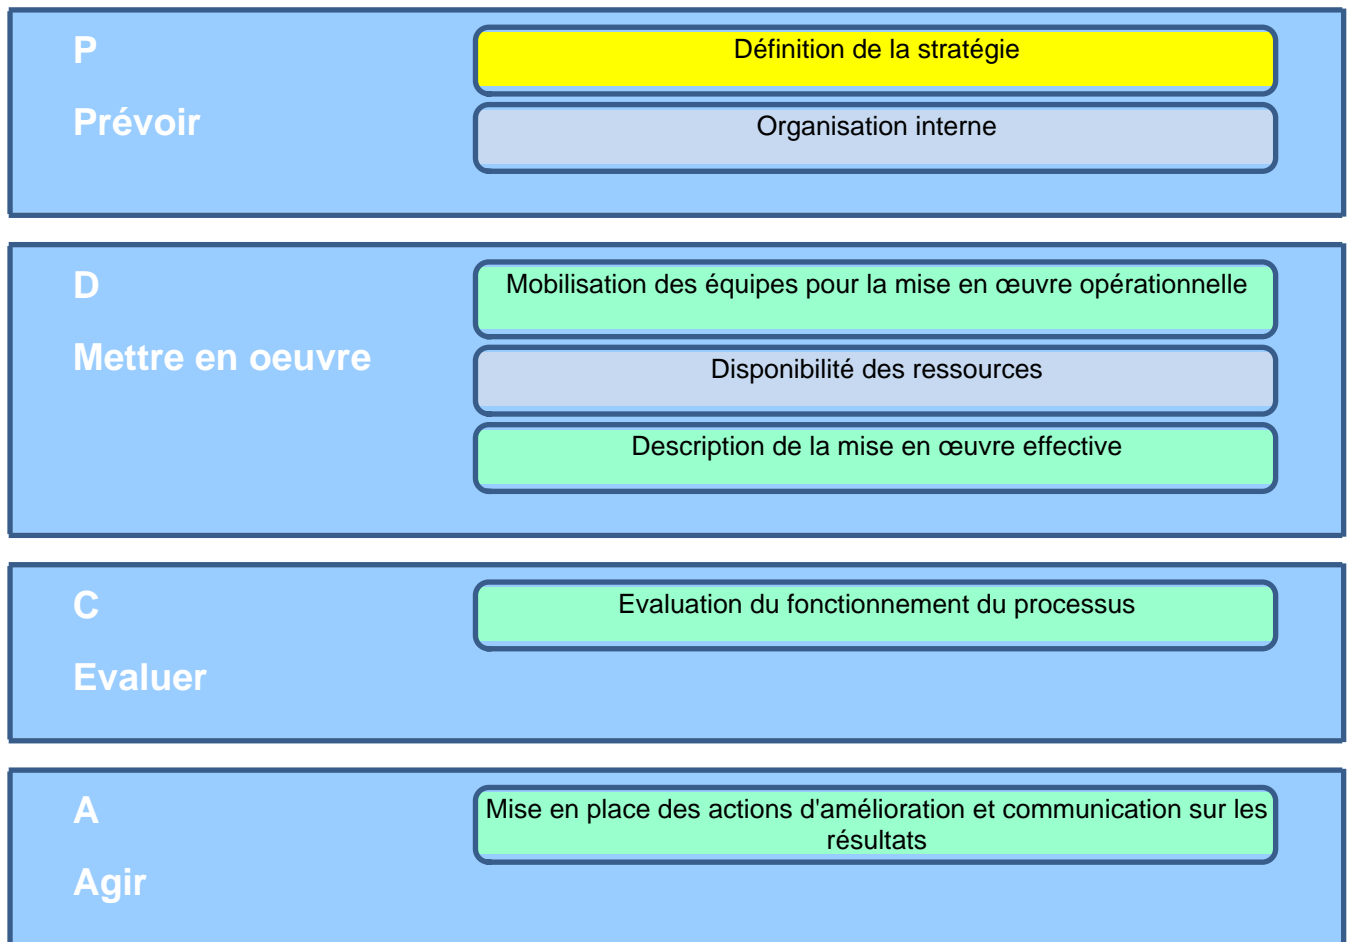 P
Prévoir
Définition de la stratégie
Organisation interne
D
Mettre en oeuvre
Mobilisation des équipes pour la mise en œuvre opérationnelle
Disponibilité des ressources
Description de la mise en œuvre effective
C
Evaluer
Evaluation du fonctionnement du processus
A
Agir
Mise en place des actions d'amélioration et communication sur les
résultats